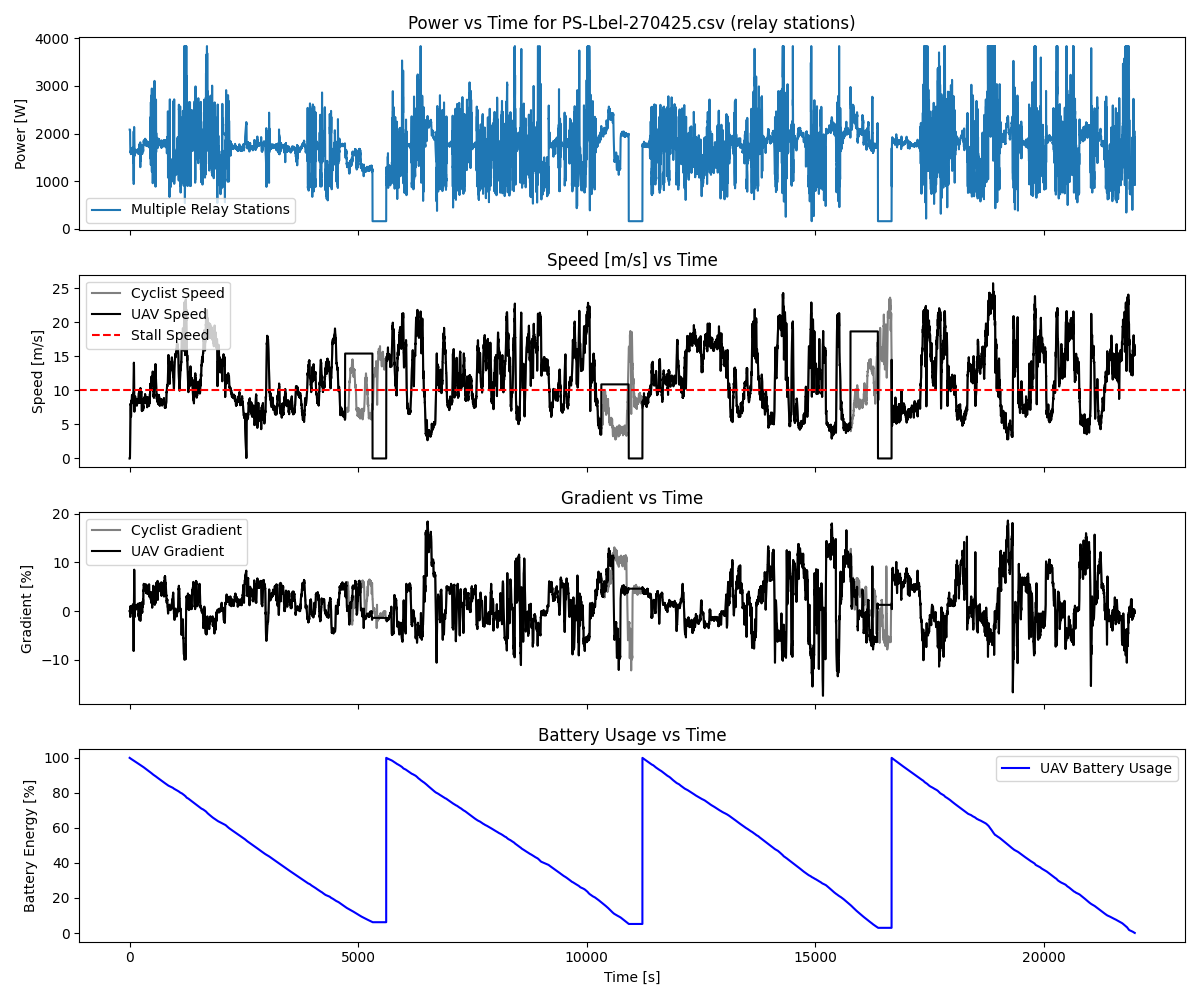 Power vs Time for PS-Lbel-270425.csv (relay stations)
4000
3000
2000
1000
0
Power [W]
Multiple Relay Stations
Speed [m/s] vs Time
25
20
15
10
5
0
Speed [m/s]
Cyclist Speed
UAV Speed
Stall Speed
Gradient vs Time
20
10
0
−10
Gradient [%]
Cyclist Gradient
UAV Gradient
Battery Usage vs Time
100
80
60
40
20
0
Battery Energy [%]
UAV Battery Usage
0 5000 10000 15000 20000
Time [s]